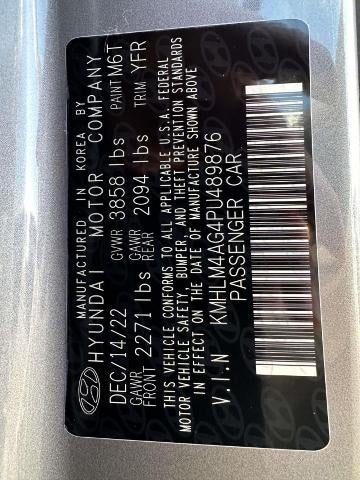 MANUFACTURED IN KOREA BY
HYUNDAI MOTOR COMPANY
DEC/14/22 GVWR 3858 lbs PAINT M6T
GAWR FRONT 2271 lbs GAWR REAR 2094 lbs TRIM YFR
THIS VEHICLE CONFORMS TO ALL APPLICABLE U.S.A. FEDERAL
MOTOR VEHICLE SAFETY, BUMPER, AND THEFT PREVENTION STANDARDS
IN EFFECT ON THE DATE OF MANUFACTURE SHOWN ABOVE
V.I.N KMHLM4AG4PU489876
PASSENGER CAR